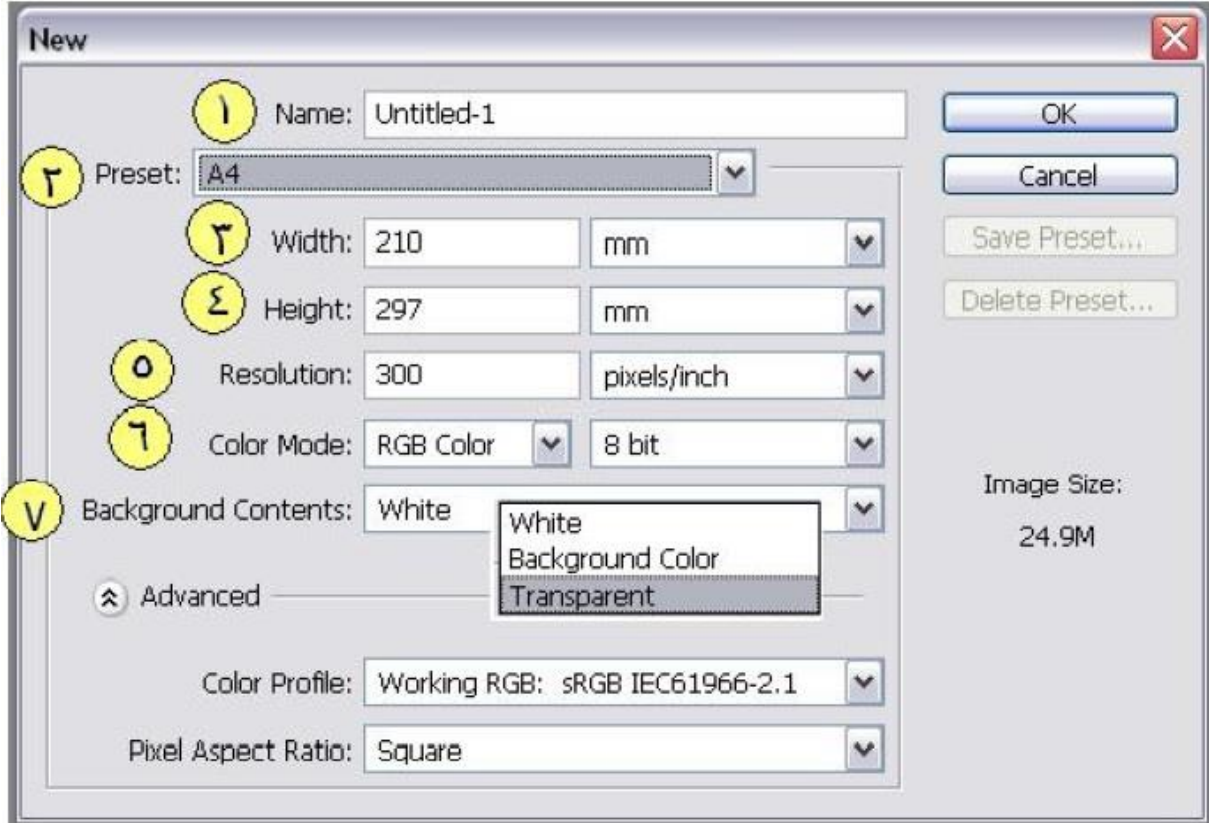 New
١ Name: Untitled-1
OK
٢ Preset: A4
Cancel
٣ Width: 210 mm
Save Preset...
٤ Height: 297 mm
Delete Preset...
٥ Resolution: 300 pixels/inch
٦ Color Mode: RGB Color 8 bit
٧ Background Contents: White
White
Background Color
Transparent
Image Size:
24.9M
Advanced
Color Profile: Working RGB: sRGB IEC61966-2.1
Pixel Aspect Ratio: Square